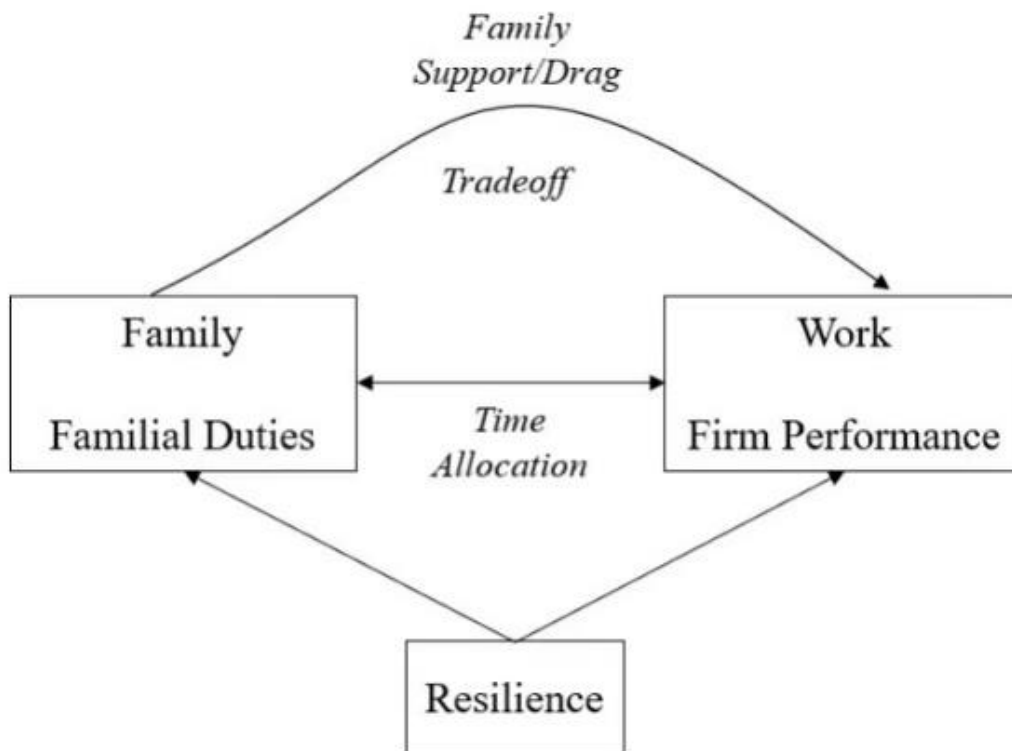 Family
Support/Drag
Tradeoff
Family
Familial Duties
Work
Firm Performance
Time
Allocation
Resilience